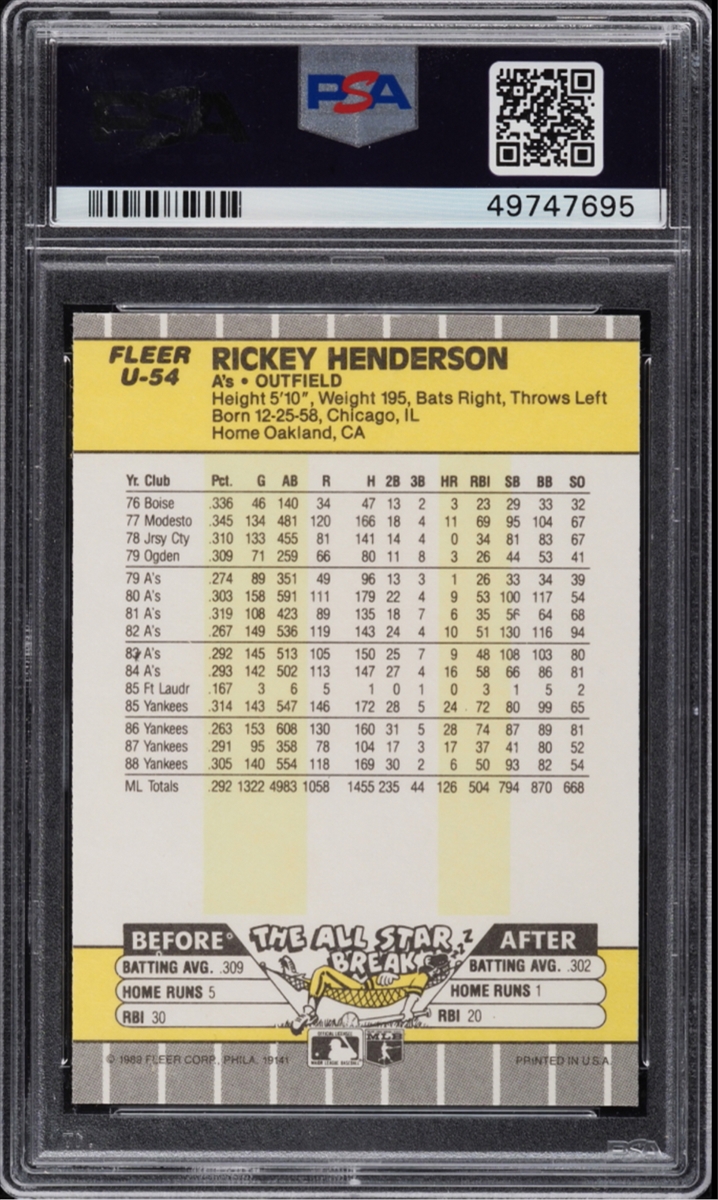 PSA
49747695
FLEER
U-54
RICKEY HENDERSON
A's • OUTFIELD
Height 5'10", Weight 195, Bats Right, Throws Left
Born 12-25-58, Chicago, IL
Home Oakland, CA
Yr. Club Pct. G AB R H 2B 3B HR RBI SB BB SO
76 Boise .336 46 140 34 47 13 2 3 23 29 33 32
77 Modesto .345 134 481 120 166 18 4 11 69 95 104 67
78 Jrsy Cty .310 133 455 81 141 14 4 0 34 81 83 67
79 Ogden .309 71 259 66 80 11 8 3 26 44 53 41
79 A's .274 89 351 49 96 13 3 1 26 33 34 39
80 A's .303 158 591 111 179 22 4 9 53 100 117 54
81 A's .319 108 423 89 135 18 7 6 35 56 64 68
82 A's .267 149 536 119 143 24 4 10 51 130 116 94
83 A's .292 145 513 105 150 25 7 9 48 108 103 80
84 A's .293 142 502 113 147 27 4 16 58 66 86 81
85 Ft Laudr .167 3 6 5 1 0 1 0 3 1 5 2
85 Yankees .314 143 547 146 172 28 5 24 72 80 99 65
86 Yankees .263 153 608 130 160 31 5 28 74 87 89 81
87 Yankees .291 95 358 78 104 17 3 17 37 41 80 52
88 Yankees .305 140 554 118 169 30 2 6 50 93 82 54
ML Totals .292 1322 4983 1058 1455 235 44 126 504 794 870 668
BEFORE THE ALL STAR BREAK ZZZ AFTER
BATTING AVG. .309 BATTING AVG. .302
HOME RUNS 5 HOME RUNS 1
RBI 30 RBI 20
© 1989 FLEER CORP., PHILA. 19141 MLB PRINTED IN U.S.A.
PSA